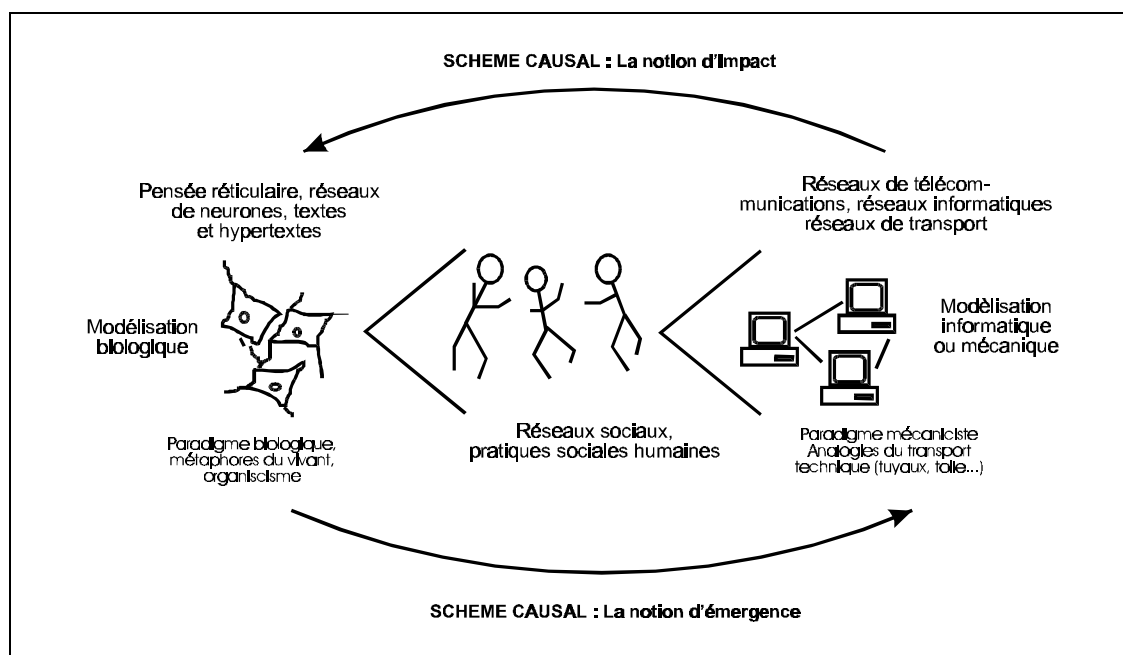 SCHEME CAUSAL : La notion d'impact
Pensée réticulaire, réseaux
de neurones, textes
et hypertextes
Réseaux de télécom-
munications, réseaux informatiques
réseaux de transport
Modélisation
biologique
Modèlisation
informatique
ou mécanique
Paradigme biologique,
métaphores du vivant,
organiscisme
Réseaux sociaux,
pratiques sociales humaines
Paradigme mécaniciste
Analogies du transport
technique (tuyaux, toile...)
SCHEME CAUSAL : La notion d'émergence